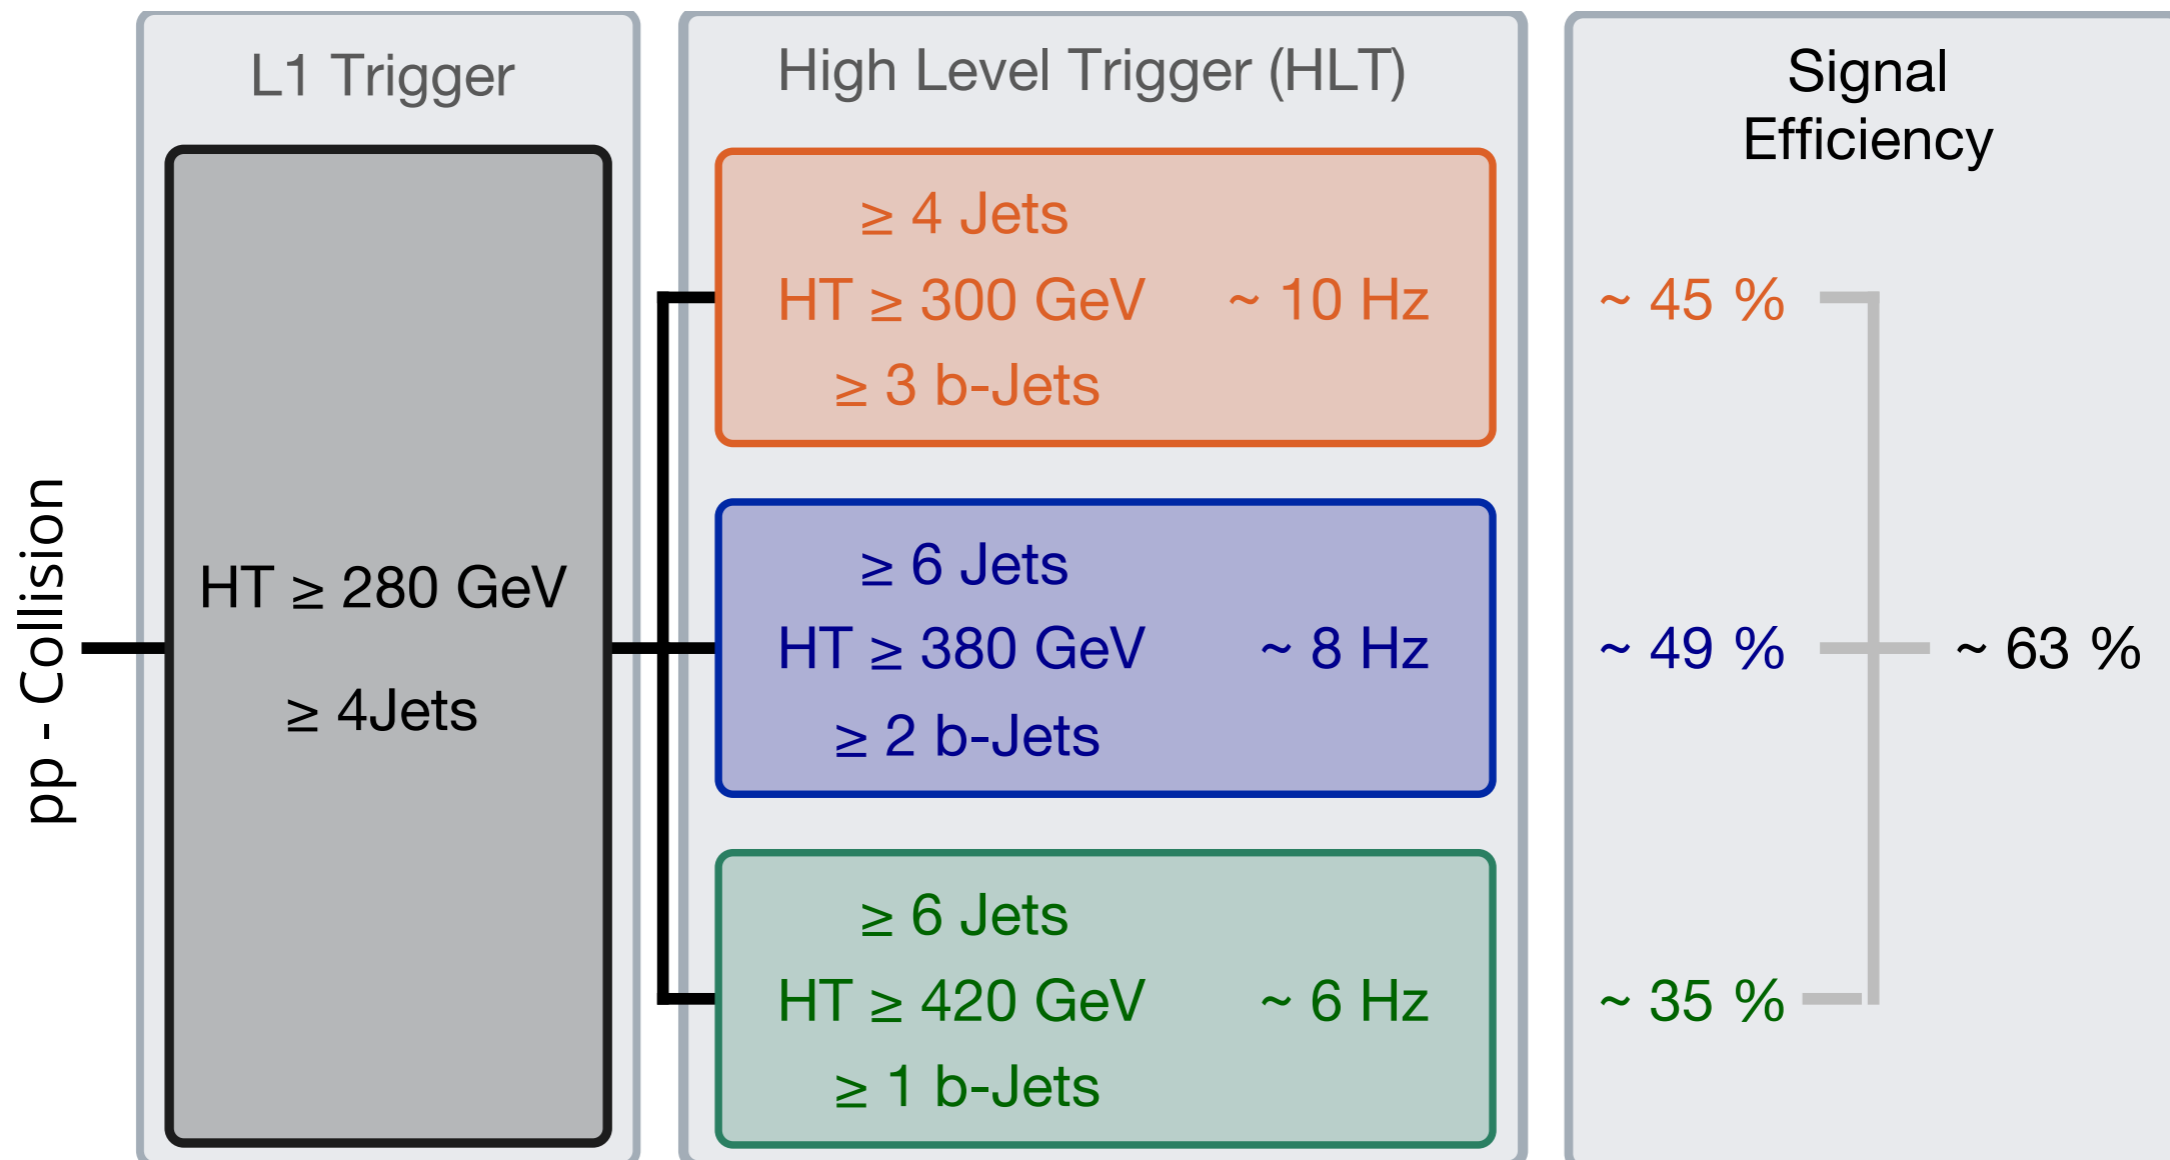 pp - Collision
L1 Trigger
HT ≥ 280 GeV
≥ 4Jets
High Level Trigger (HLT)
≥ 4 Jets
HT ≥ 300 GeV ~ 10 Hz
≥ 3 b-Jets
≥ 6 Jets
HT ≥ 380 GeV ~ 8 Hz
≥ 2 b-Jets
≥ 6 Jets
HT ≥ 420 GeV ~ 6 Hz
≥ 1 b-Jets
Signal
Efficiency
~ 45 %
~ 49 %
~ 63 %
~ 35 %